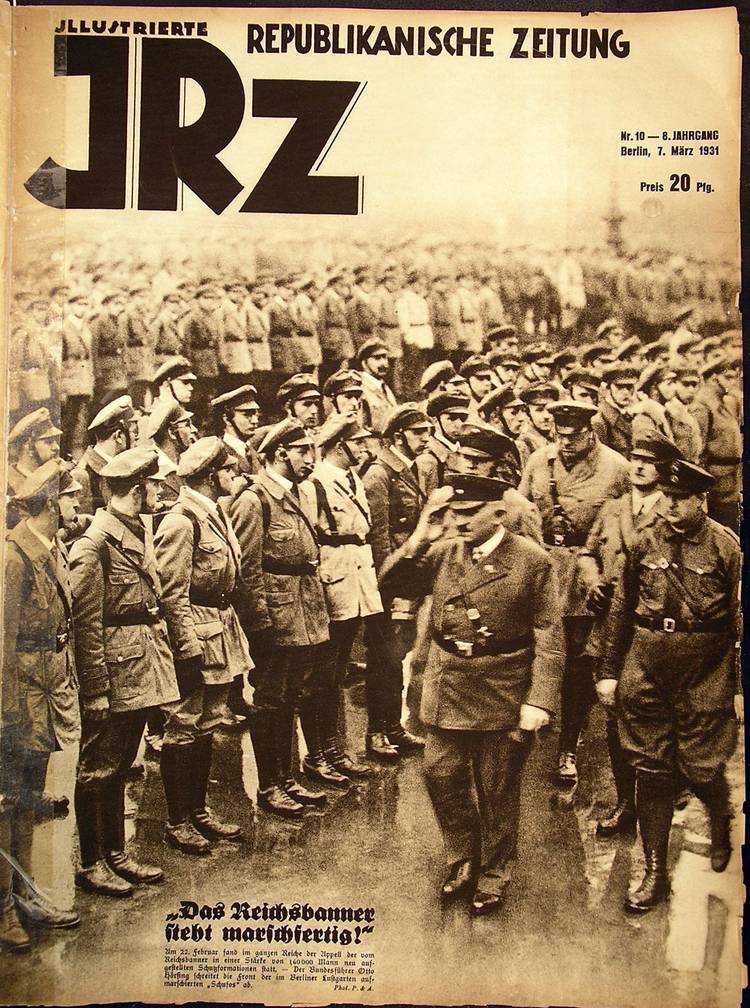 ILLUSTRIERTE
REPUBLIKANISCHE ZEITUNG
IRZ
Nr. 10 — 8. JAHRGANG
Berlin, 7. März 1931
Preis 20 Pfg.
„Das Reichsbanner
steht marschfertig!“
Am 22. Februar fand im ganzen Reiche der Appell der vom
Reichsbanner in einer Stärke von 160000 Mann neu auf-
gestellten Schutzformationen statt. — Der Bundesführer Otto
Hörsing schreitet die Front der im Berliner Lustgarten auf-
marschierten „Schufos“ ab.
Phot. P. & A.